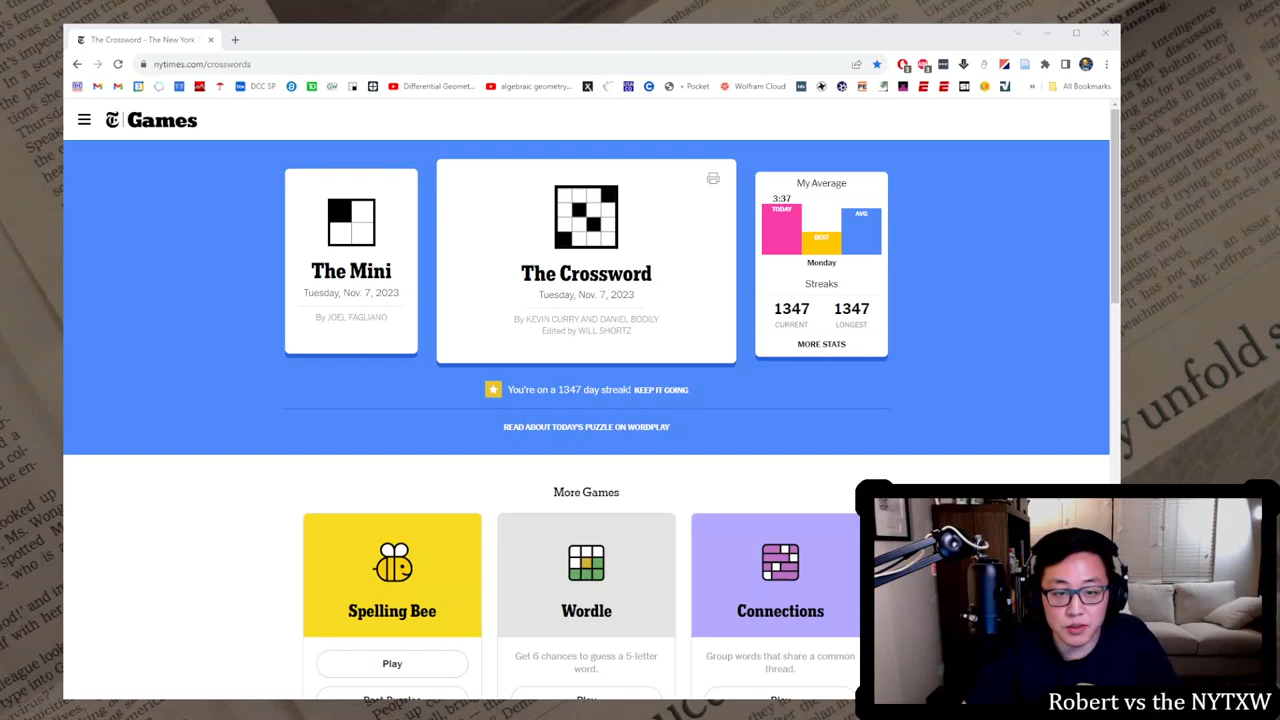 The Crossword - The New York
nytimes.com/crosswords
DCC SP
Differential Geomet...
algebraic geometry...
+ Pocket
Wolfram Cloud
All Bookmarks
Games
The Mini
Tuesday, Nov. 7, 2023
By JOEL FAGLIANO
The Crossword
Tuesday, Nov. 7, 2023
By KEVIN CURRY AND DANIEL BODILY
Edited by WILL SHORTZ
My Average
3:37
TODAY
BEST
AVG
Monday
Streaks
1347
1347
CURRENT
LONGEST
MORE STATS
You're on a 1347 day streak! KEEP IT GOING
READ ABOUT TODAY'S PUZZLE ON WORDPLAY
More Games
Spelling Bee
Play
Wordle
Get 6 chances to guess a 5-letter
word.
Connections
Group words that share a common
thread.
unfold
Robert vs the NYTXW